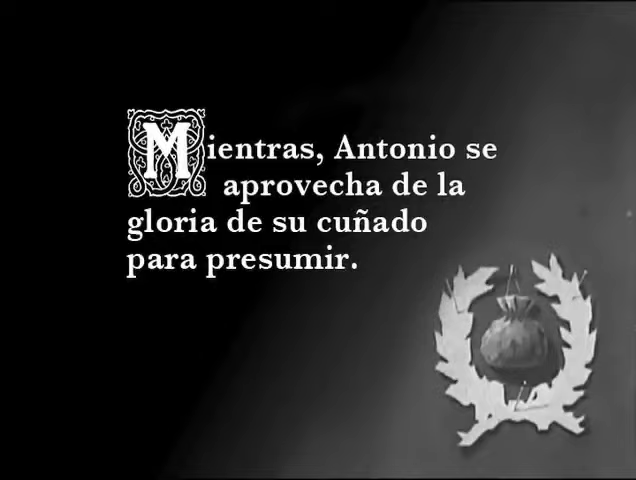 Mientras, Antonio se
aprovecha de la
gloria de su cuñado
para presumir.